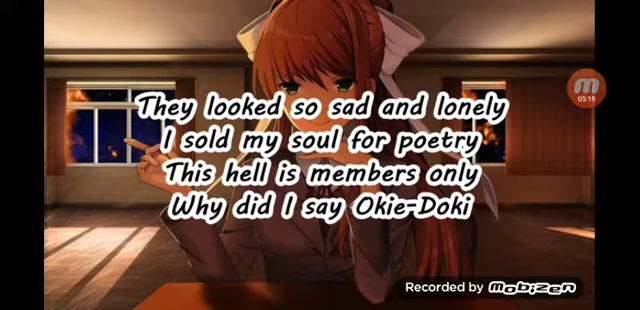 They looked so sad and lonely
I sold my soul for poetry
This hell is members only
Why did I say Okie-Doki
05:19
Recorded by Mobizen